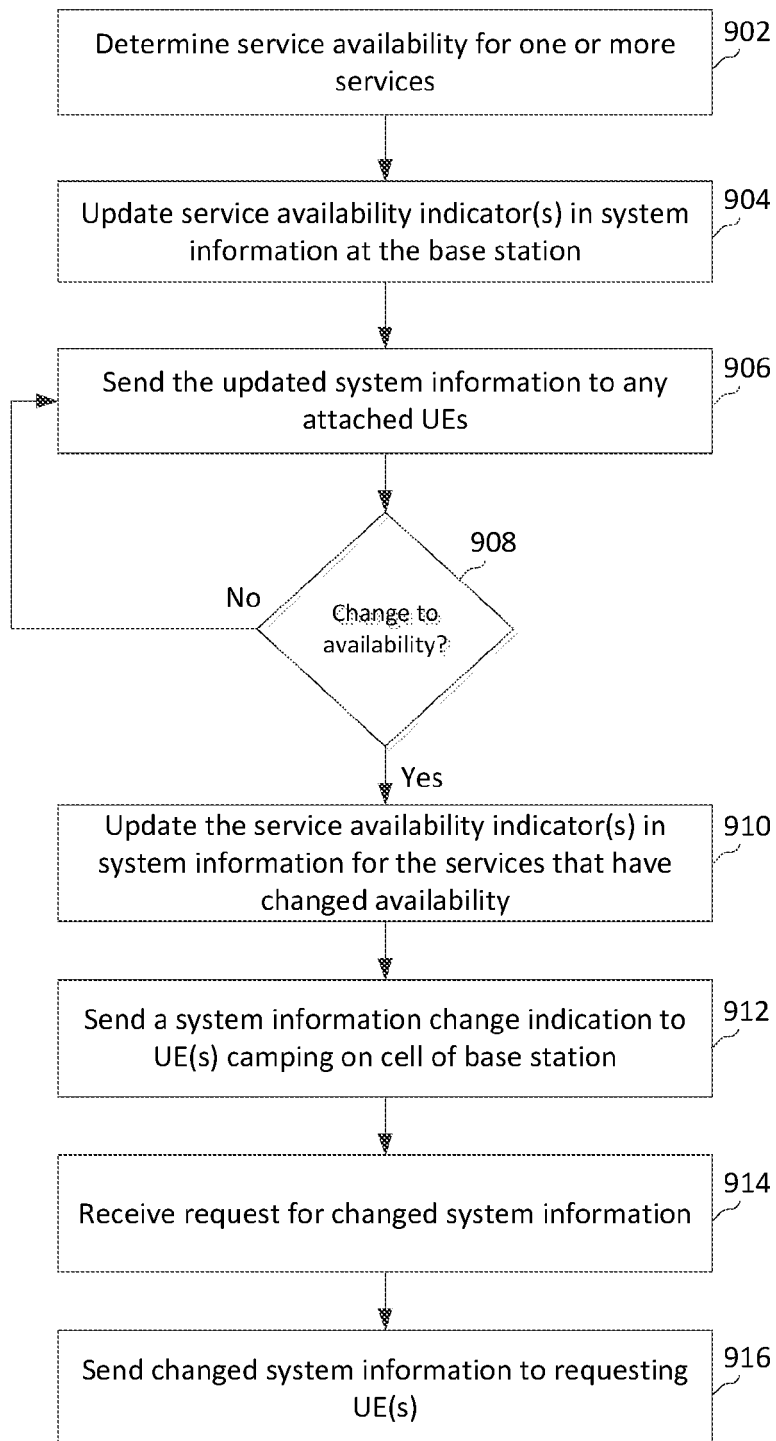 Determine service availability for one or more
services
902
Update service availability indicator(s) in system
information at the base station
904
Send the updated system information to any
attached UEs
906
908
No
Change to
availability?
Yes
Update the service availability indicator(s) in
system information for the services that have
changed availability
910
Send a system information change indication to
UE(s) camping on cell of base station
912
Receive request for changed system information
914
Send changed system information to requesting
UE(s)
916